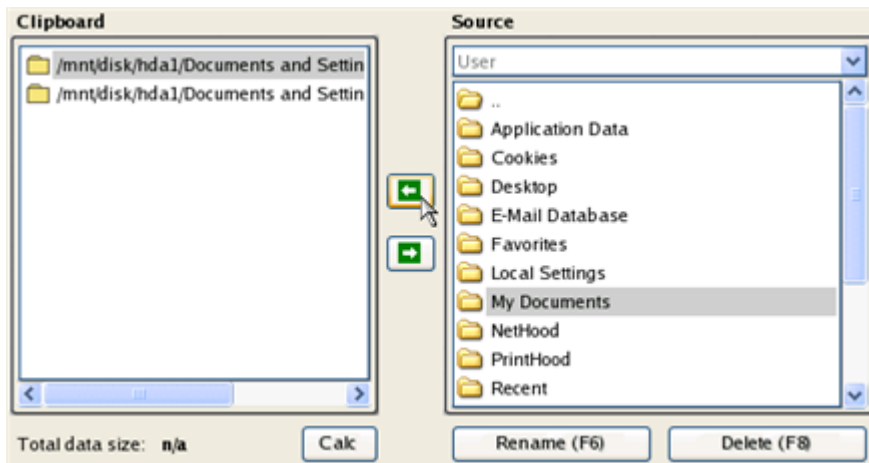 Clipboard
/mnt/disk/hda1/Documents and Settin
/mnt/disk/hda1/Documents and Settin
Total data size: n/a
Calc
Source
User
..
Application Data
Cookies
Desktop
E-Mail Database
Favorites
Local Settings
My Documents
NetHood
PrintHood
Recent
Rename (F6)
Delete (F8)